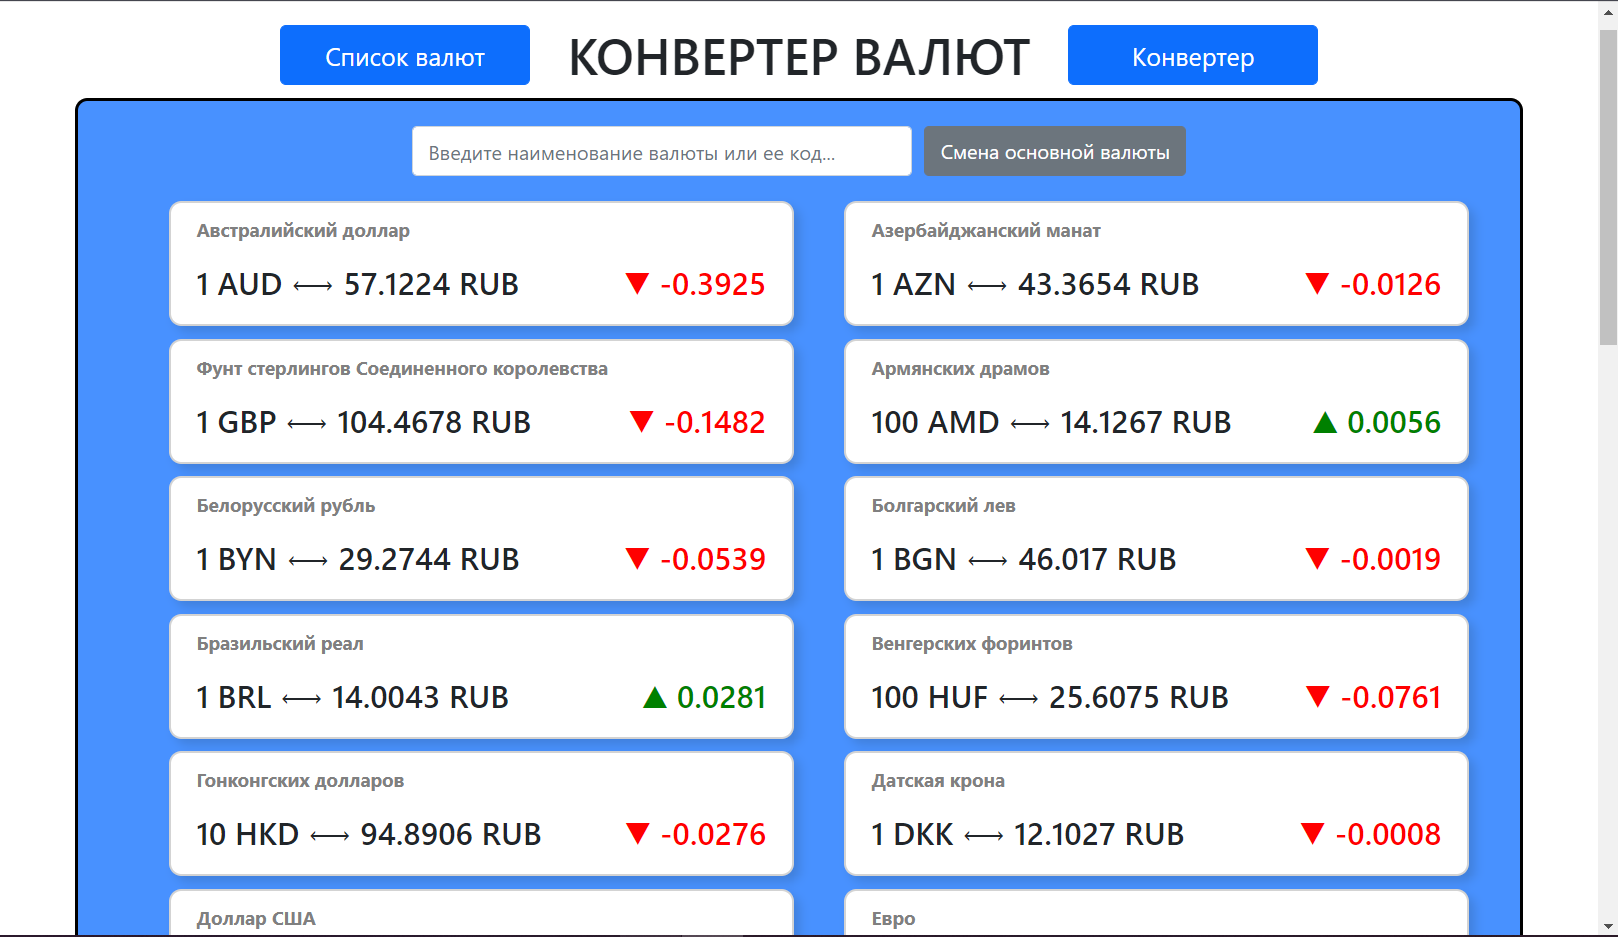 Список валют
КОНВЕРТЕР ВАЛЮТ
Конвертер
Введите наименование валюты или ее код...
Смена основной валюты
Австралийский доллар
1 AUD ⟷ 57.1224 RUB ▼ -0.3925
Азербайджанский манат
1 AZN ⟷ 43.3654 RUB ▼ -0.0126
Фунт стерлингов Соединенного королевства
1 GBP ⟷ 104.4678 RUB ▼ -0.1482
Армянских драмов
100 AMD ⟷ 14.1267 RUB ▲ 0.0056
Белорусский рубль
1 BYN ⟷ 29.2744 RUB ▼ -0.0539
Болгарский лев
1 BGN ⟷ 46.017 RUB ▼ -0.0019
Бразильский реал
1 BRL ⟷ 14.0043 RUB ▲ 0.0281
Венгерских форинтов
100 HUF ⟷ 25.6075 RUB ▼ -0.0761
Гонконгских долларов
10 HKD ⟷ 94.8906 RUB ▼ -0.0276
Датская крона
1 DKK ⟷ 12.1027 RUB ▼ -0.0008
Доллар США
Евро